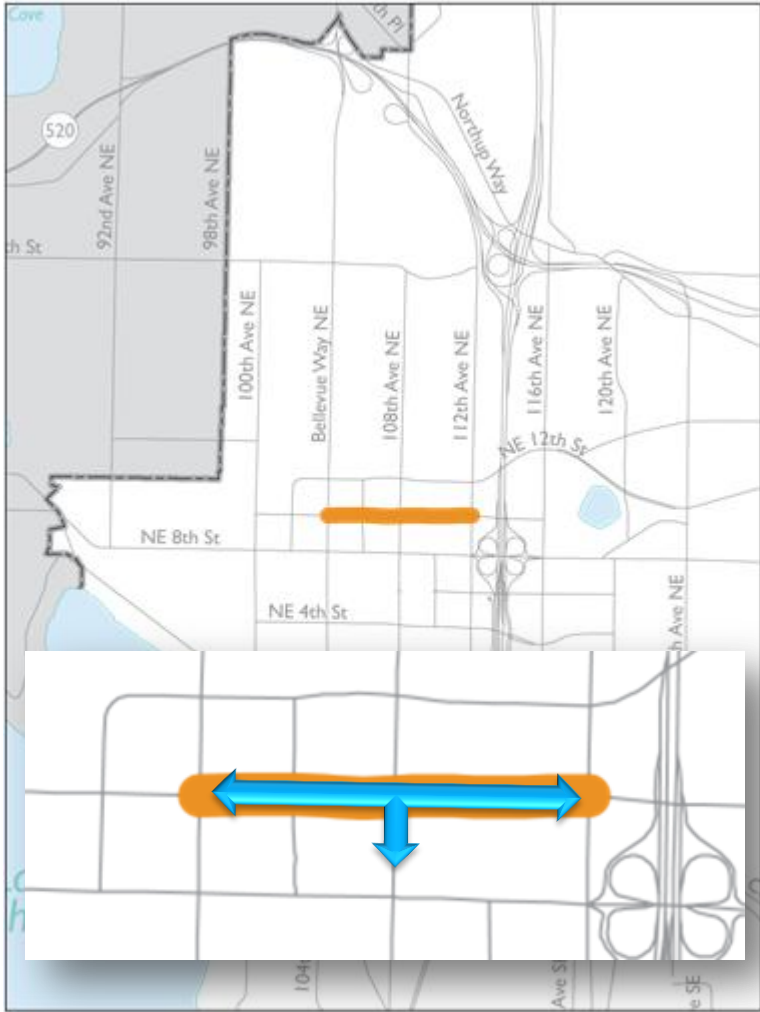 Cove
th Pl
520
Northup Way
92nd Ave NE
98th Ave NE
th St
100th Ave NE
Bellevue Way NE
108th Ave NE
112th Ave NE
116th Ave NE
120th Ave NE
NE 12th St
NE 8th St
NE 4th St
h Ave NE
h
104
Ave SE
e SE